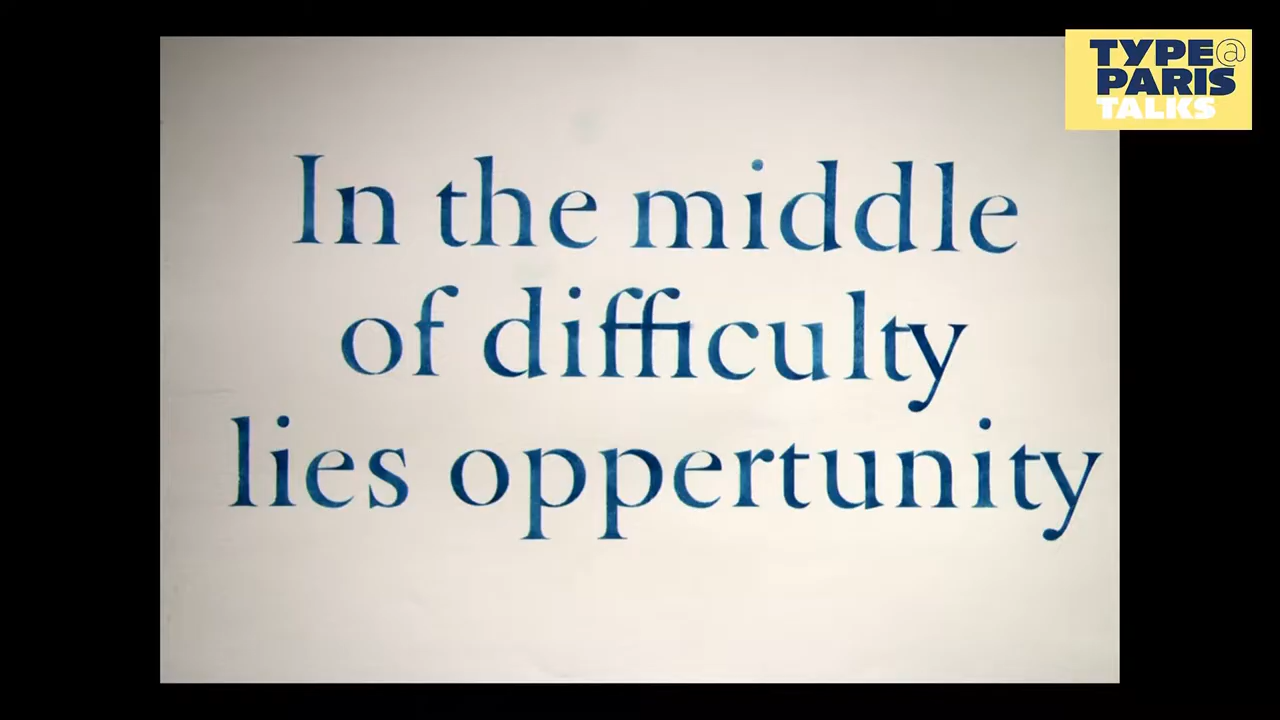 In the middle
of difficulty
lies oppertunity
TYPE@
PARIS
TALKS